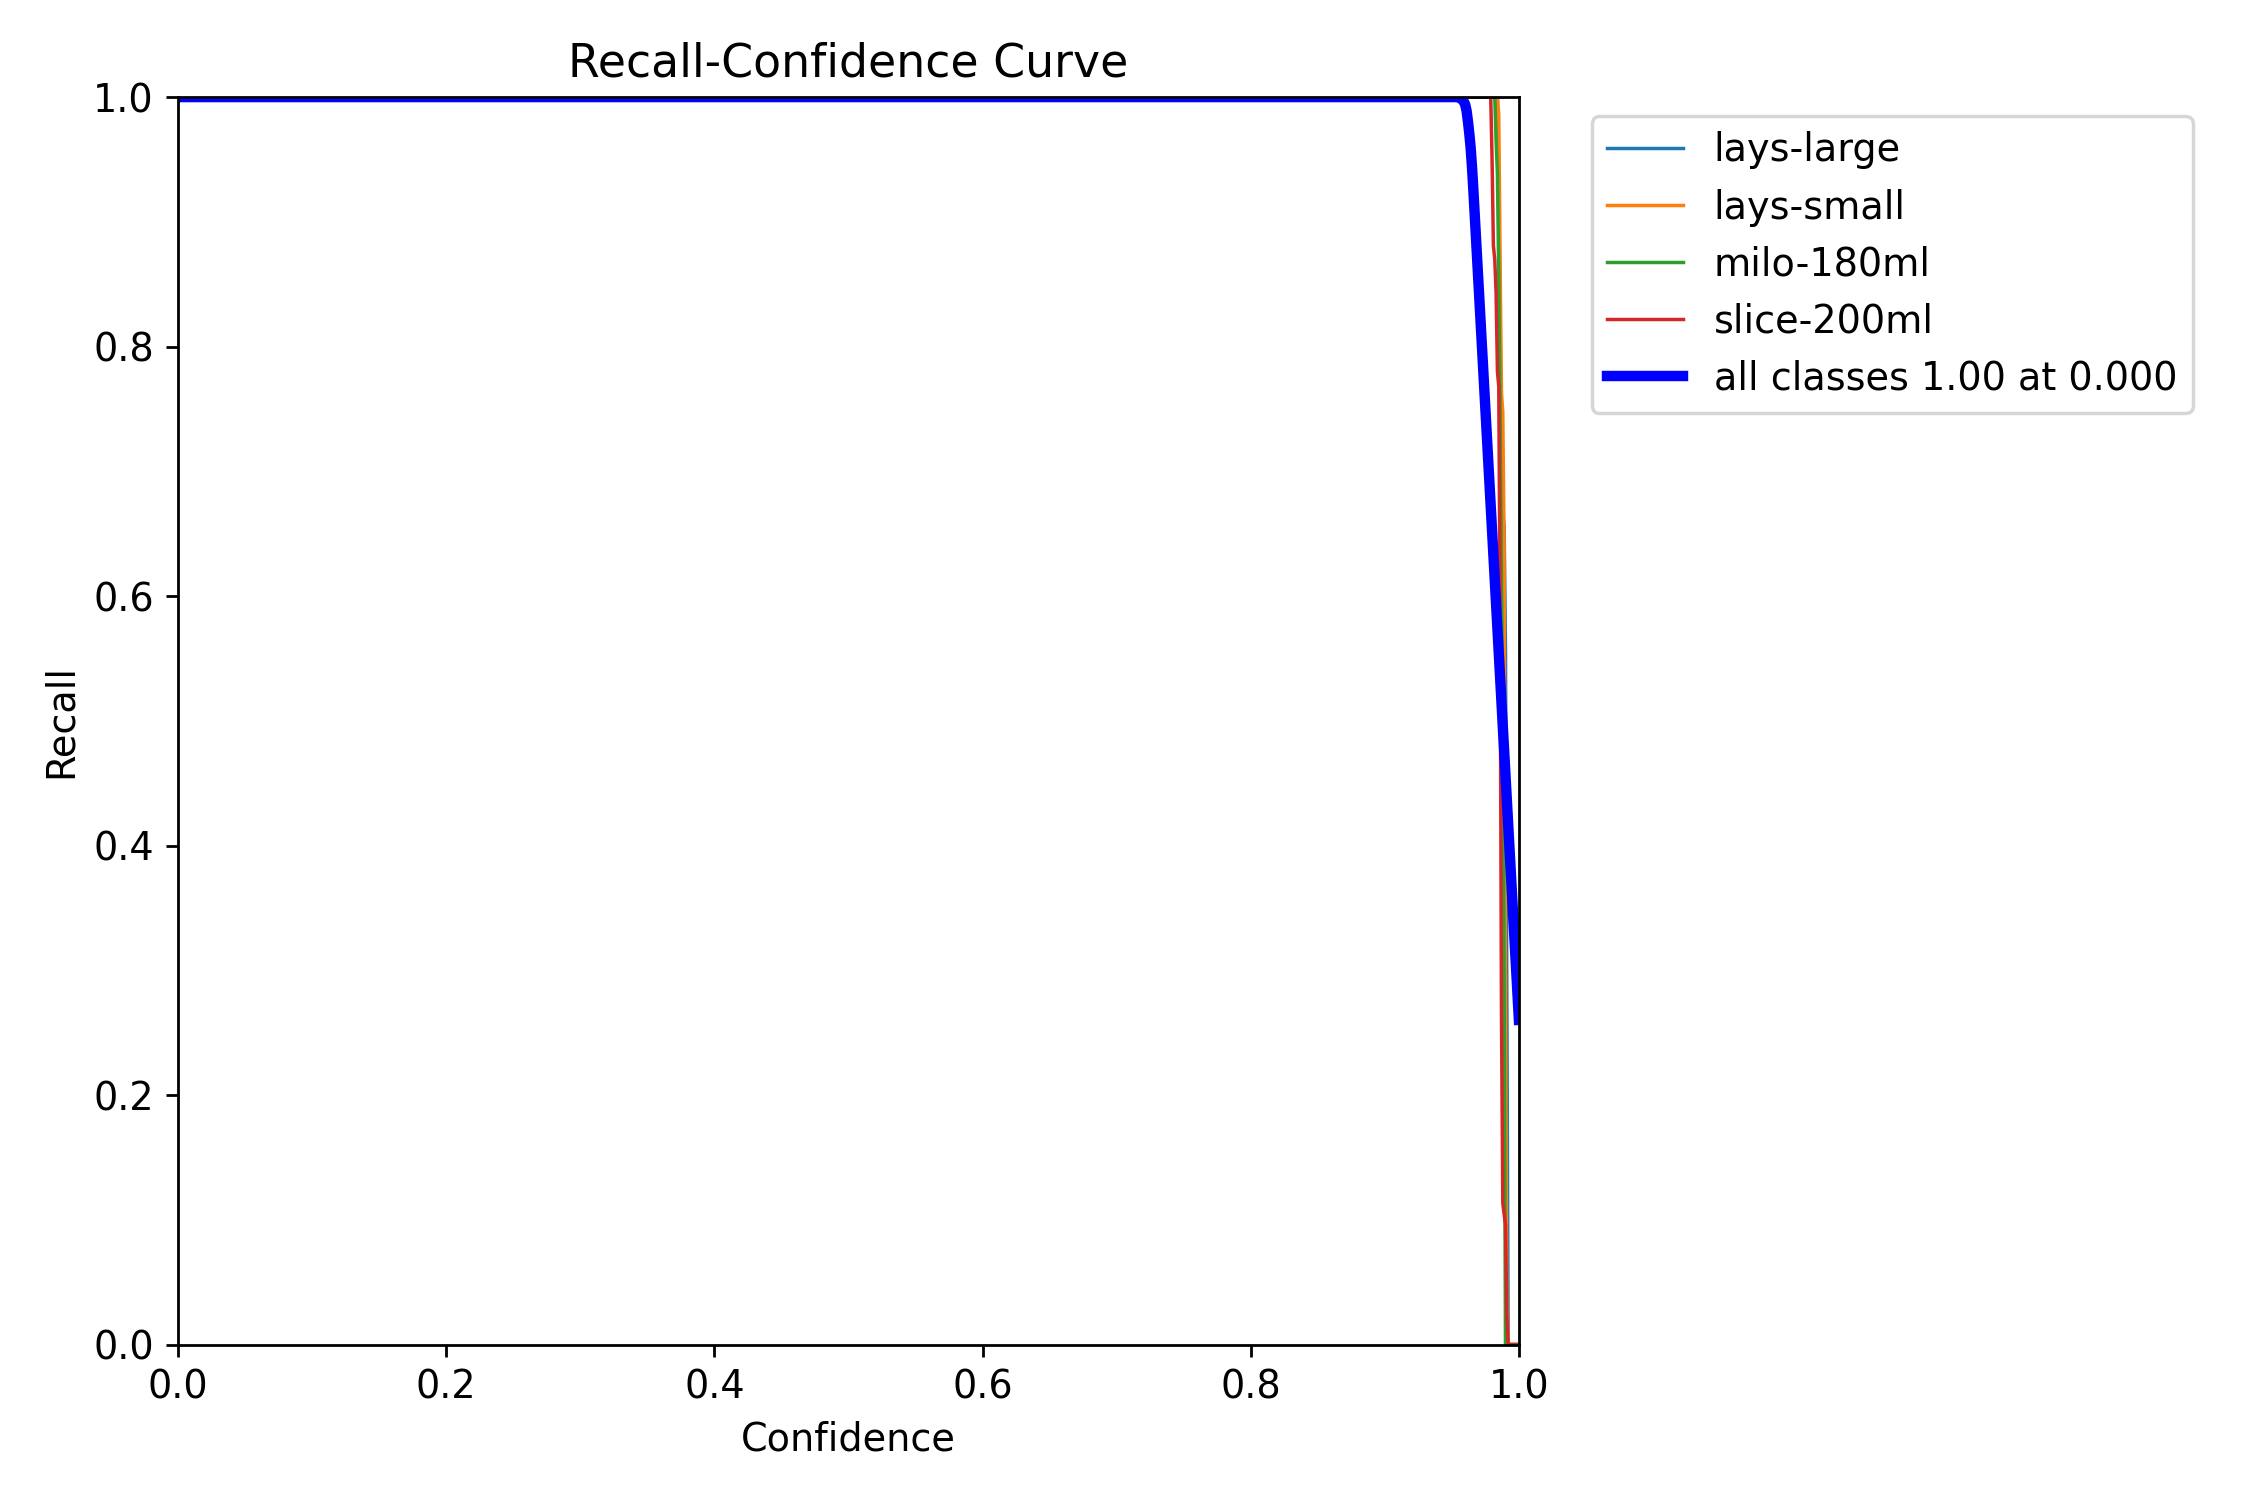 Recall-Confidence Curve
1.0
0.8
0.6
0.4
0.2
0.0
Recall
0.0 0.2 0.4 0.6 0.8 1.0
Confidence
lays-large
lays-small
milo-180ml
slice-200ml
all classes 1.00 at 0.000